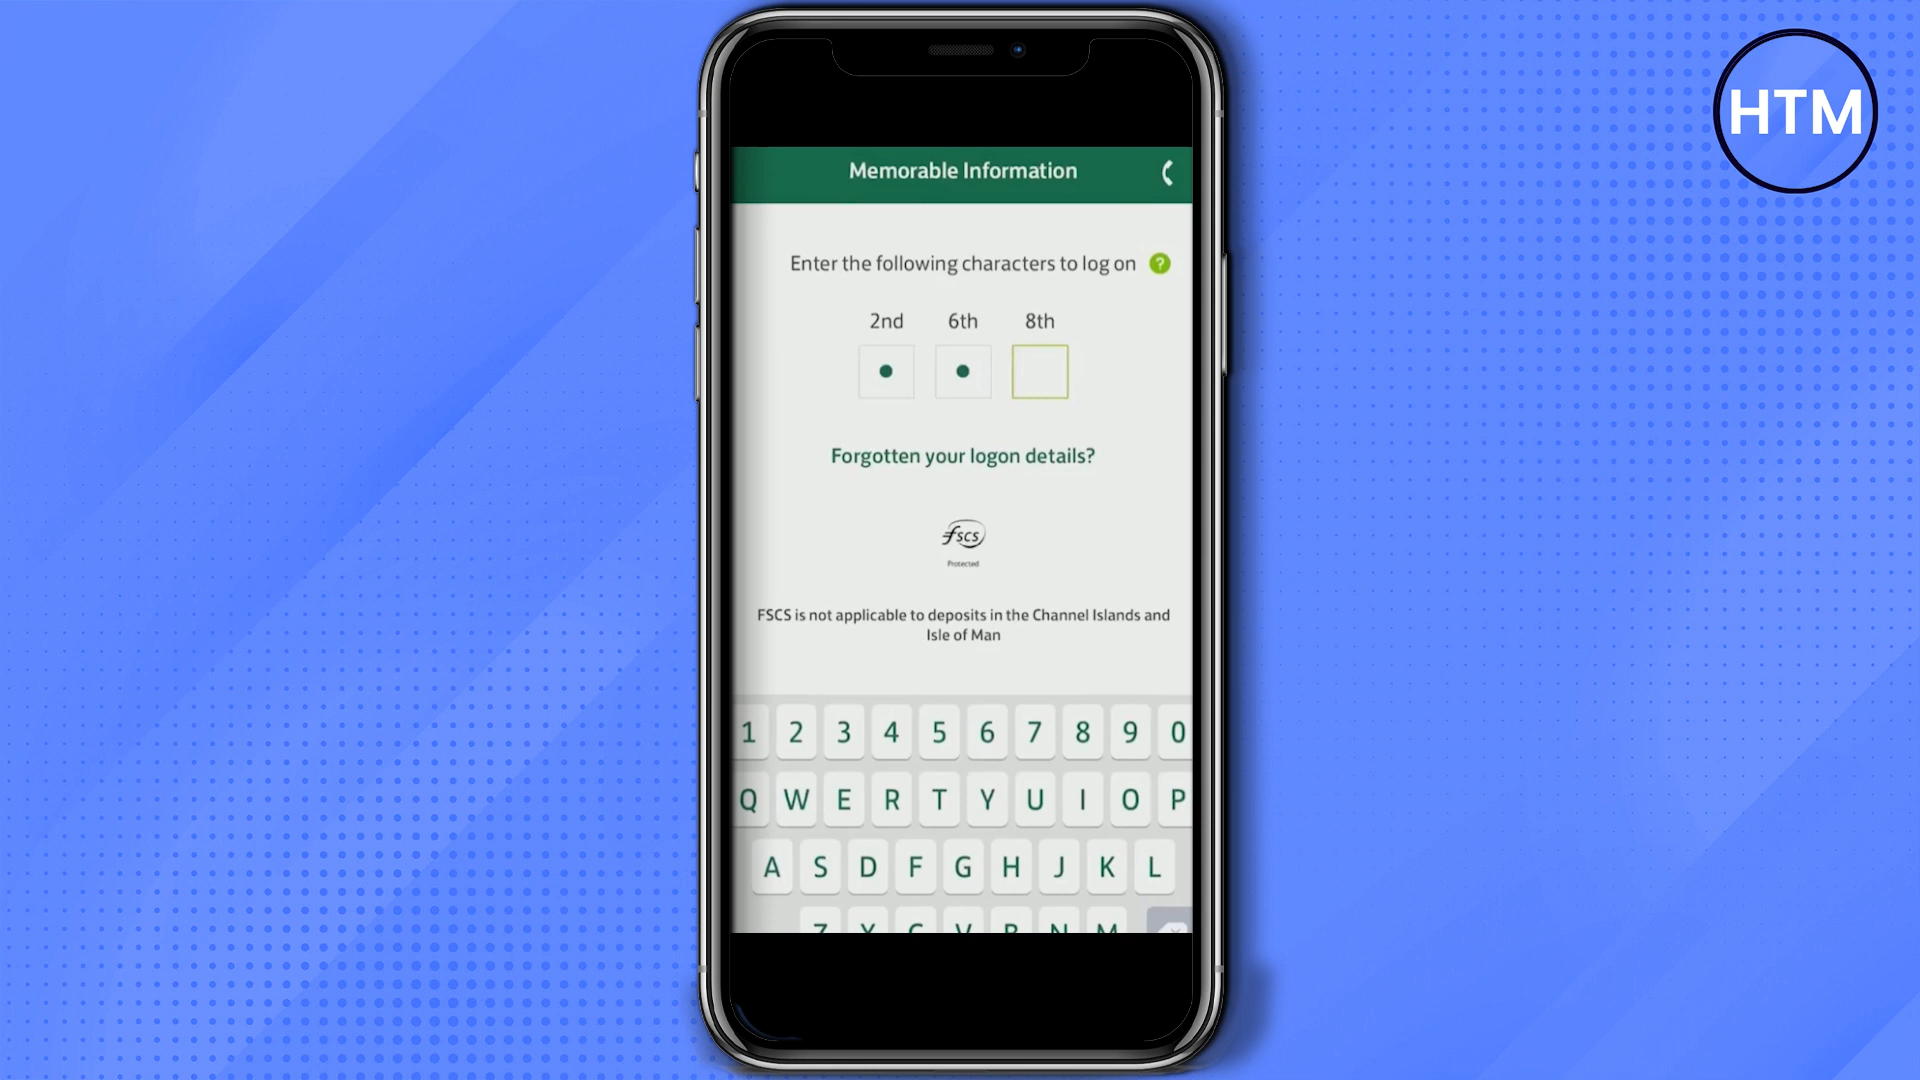 HTM
Memorable Information
Enter the following characters to log on ?
2nd 6th 8th
Forgotten your logon details?
fscs
Protected
FSCS is not applicable to deposits in the Channel Islands and
Isle of Man
1 2 3 4 5 6 7 8 9 0
Q W E R T Y U I O P
A S D F G H J K L
Z X C V B N M